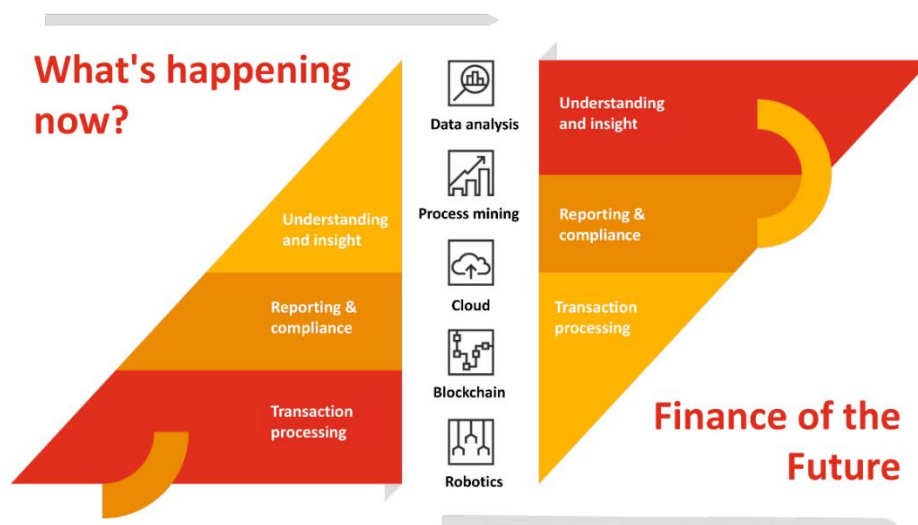 What's happening
now?
Understanding
and insight
Reporting &
compliance
Transaction
processing
Data analysis
Process mining
Cloud
Blockchain
Robotics
Understanding
and insight
Reporting &
compliance
Transaction
processing
Finance of the
Future